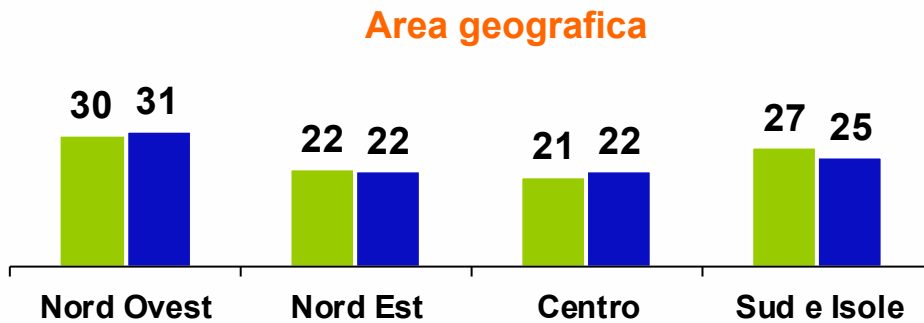 Area geografica
30 31 22 22 21 22 27 25
Nord Ovest Nord Est Centro Sud e Isole